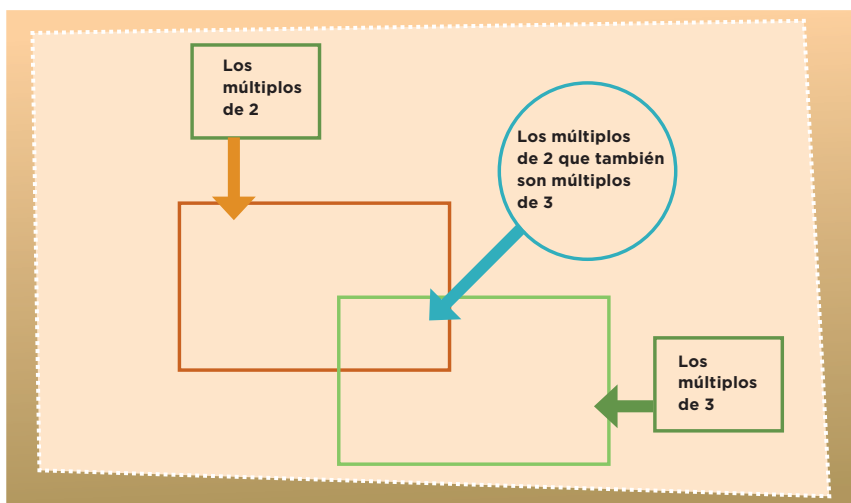 Los
múltiplos
de 2
Los múltiplos
de 2 que también
son múltiplos
de 3
Los
múltiplos
de 3